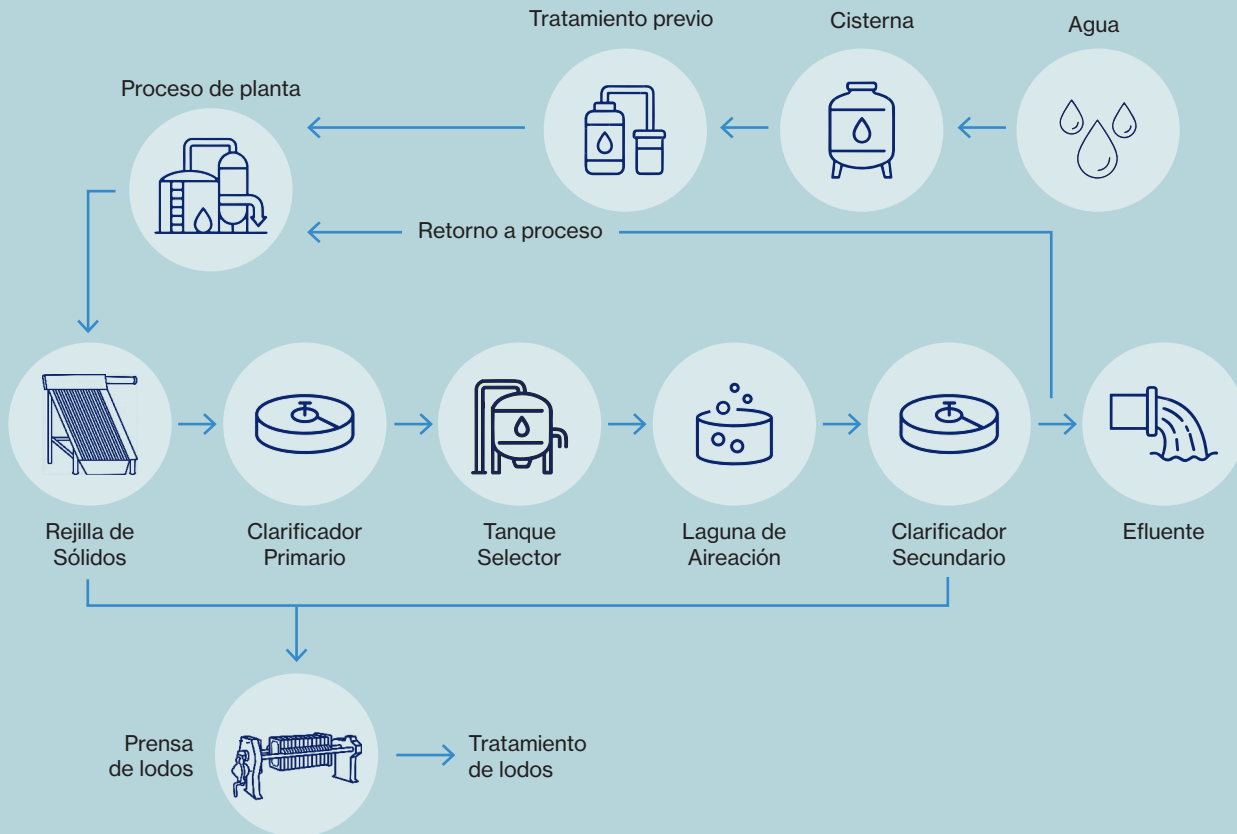 Tratamiento previo
Cisterna
Agua
Proceso de planta
Retorno a proceso
Rejilla de
Sólidos
Clarificador
Primario
Tanque
Selector
Laguna de
Aireación
Clarificador
Secundario
Efluente
Prensa
de lodos
Tratamiento
de lodos